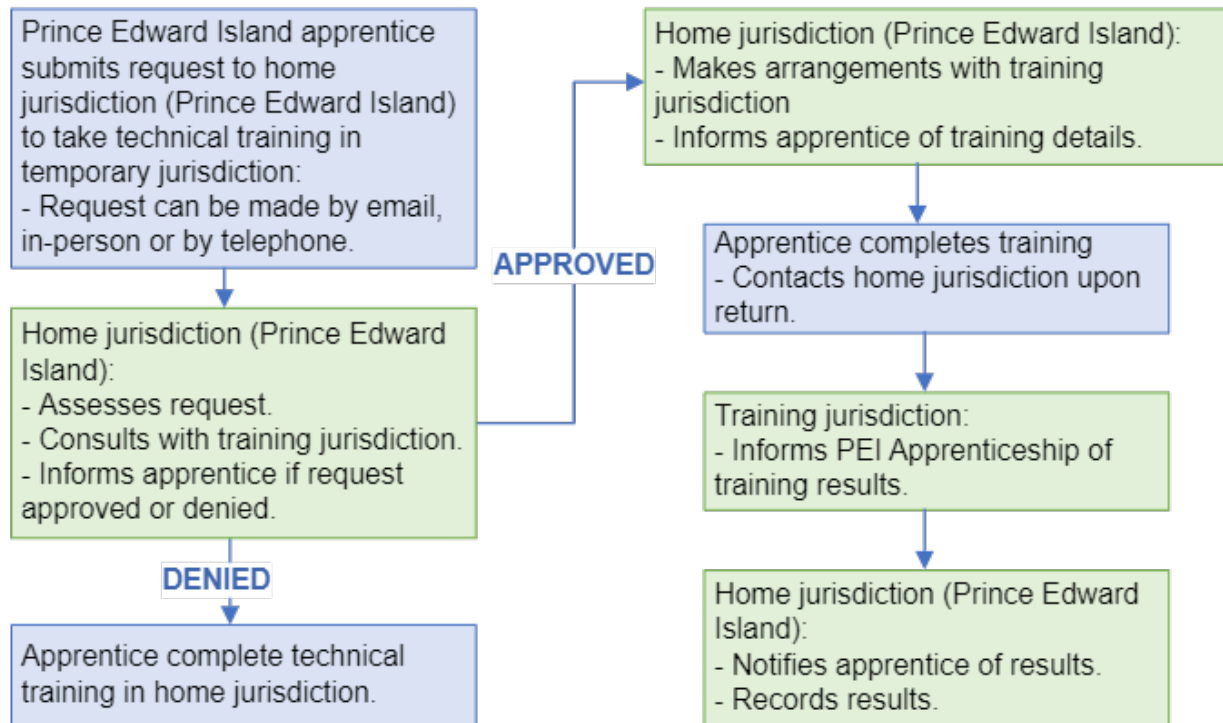 Prince Edward Island apprentice
submits request to home
jurisdiction (Prince Edward Island)
to take technical training in
temporary jurisdiction:
- Request can be made by email,
in-person or by telephone.
Home jurisdiction (Prince Edward
Island):
- Assesses request.
- Consults with training jurisdiction.
- Informs apprentice if request
approved or denied.
DENIED
Apprentice complete technical
training in home jurisdiction.
APPROVED
Home jurisdiction (Prince Edward Island):
- Makes arrangements with training
jurisdiction
- Informs apprentice of training details.
Apprentice completes training
- Contacts home jurisdiction upon
return.
Training jurisdiction:
- Informs PEI Apprenticeship of
training results.
Home jurisdiction (Prince Edward
Island):
- Notifies apprentice of results.
- Records results.